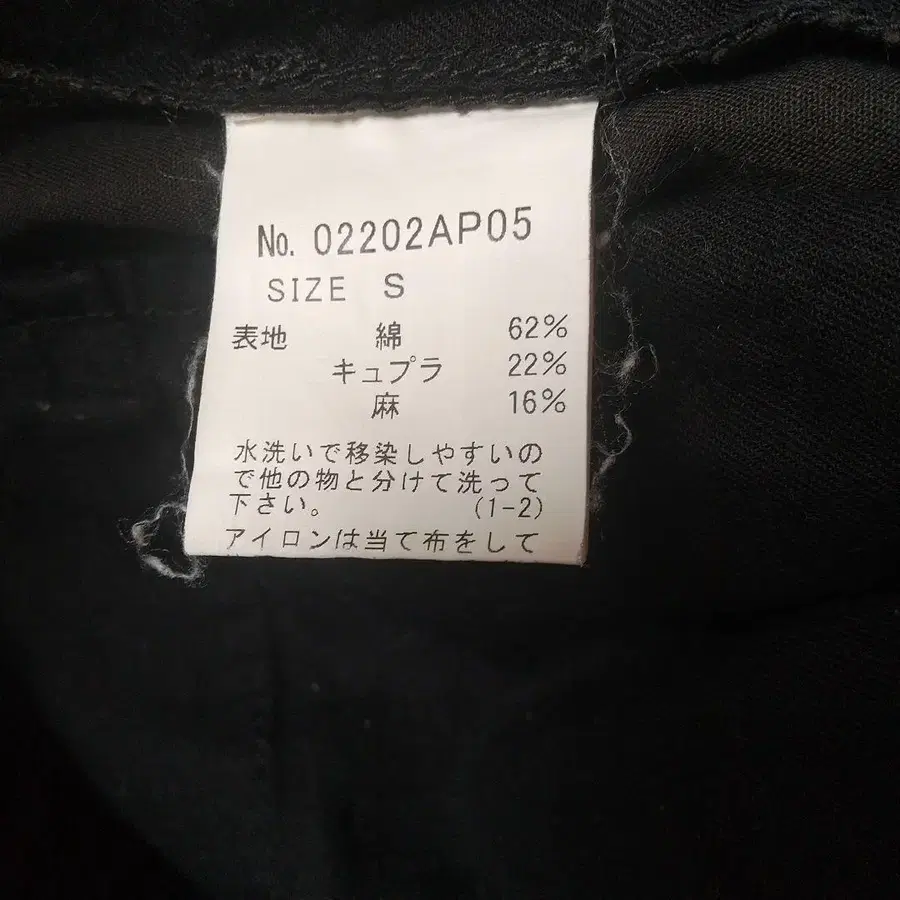 No. 02202AP05
SIZE S
表地 綿 62%
キュプラ 22%
麻 16%
水洗いで移染しやすいの
で他の物と分けて洗って
下さい。 (1-2)
アイロンは当て布をして